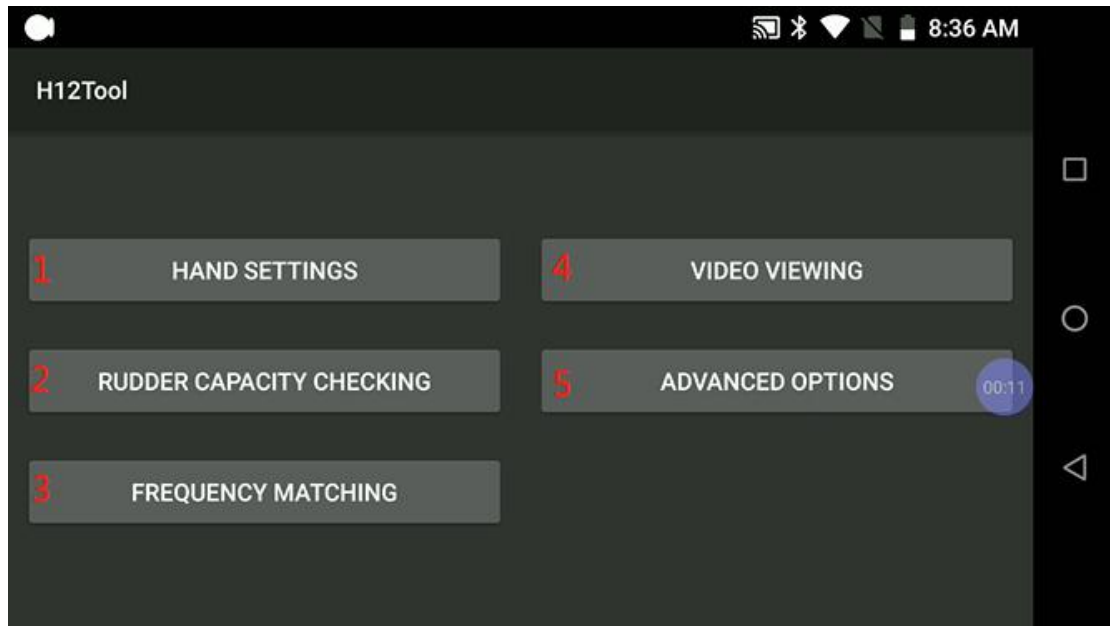 8:36 AM
H12Tool
1 HAND SETTINGS
4 VIDEO VIEWING
2 RUDDER CAPACITY CHECKING
5 ADVANCED OPTIONS
00:11
3 FREQUENCY MATCHING